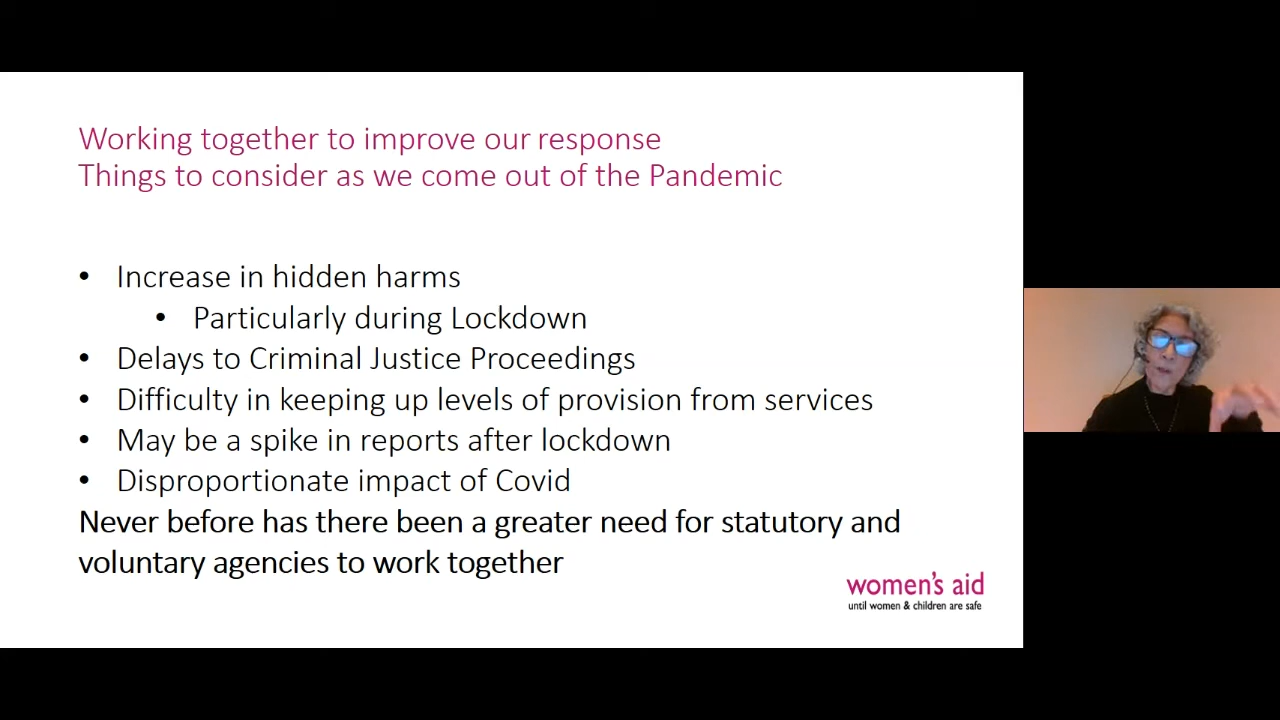 Working together to improve our response
Things to consider as we come out of the Pandemic
• Increase in hidden harms
• Particularly during Lockdown
• Delays to Criminal Justice Proceedings
• Difficulty in keeping up levels of provision from services
• May be a spike in reports after lockdown
• Disproportionate impact of Covid
Never before has there been a greater need for statutory and
voluntary agencies to work together
women's aid
until women & children are safe